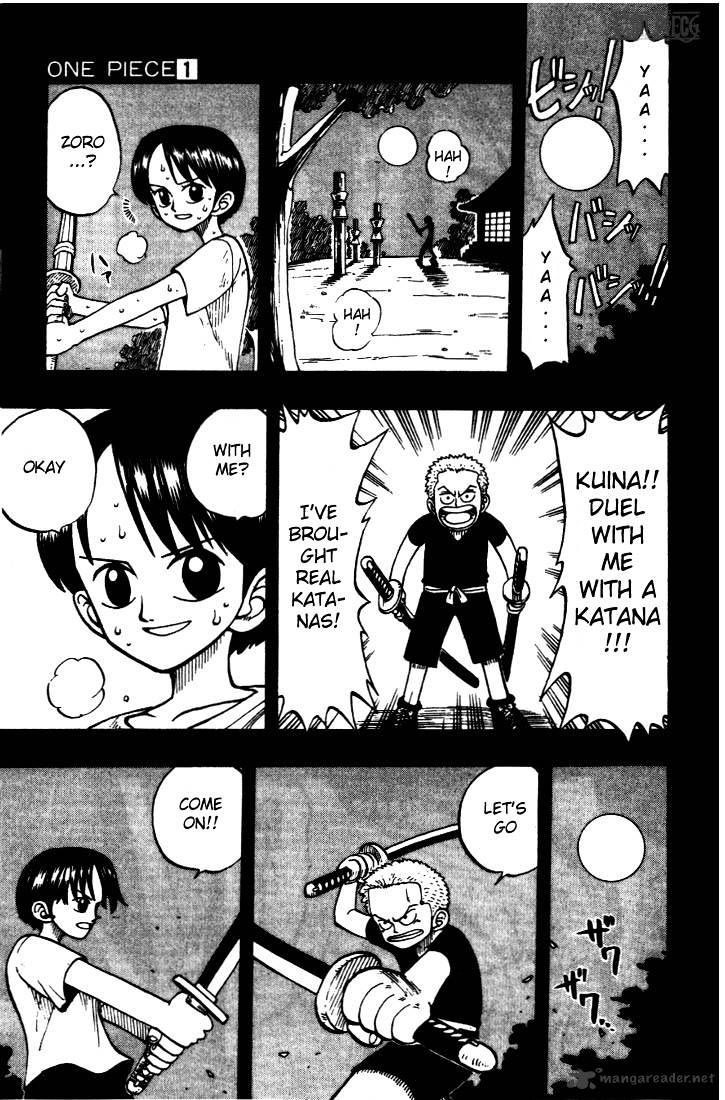 ONE PIECE 1
YAA...
ビシッ!
バシッ
YAA...
HAH
!
HAH
!
ZORO
...?
ハッ
KUINA!!
DUEL
WITH
ME
WITH A
KATANA
!!!
I'VE
BROU-
GHT
REAL
KATA-
NAS!
WITH
ME?
OKAY
ザワ
ザワ...
LET'S
GO
COME
ON!!
mangareader.net